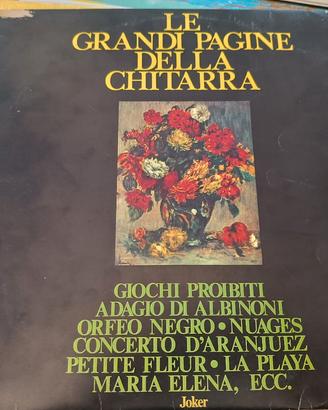 LE
GRANDI PAGINE
DELLA
CHITARRA
GIOCHI PROIBITI
ADAGIO DI ALBINONI
ORFEO NEGRO • NUAGES
CONCERTO D'ARANJUEZ
PETITE FLEUR • LA PLAYA
MARIA ELENA, ECC.
Joker